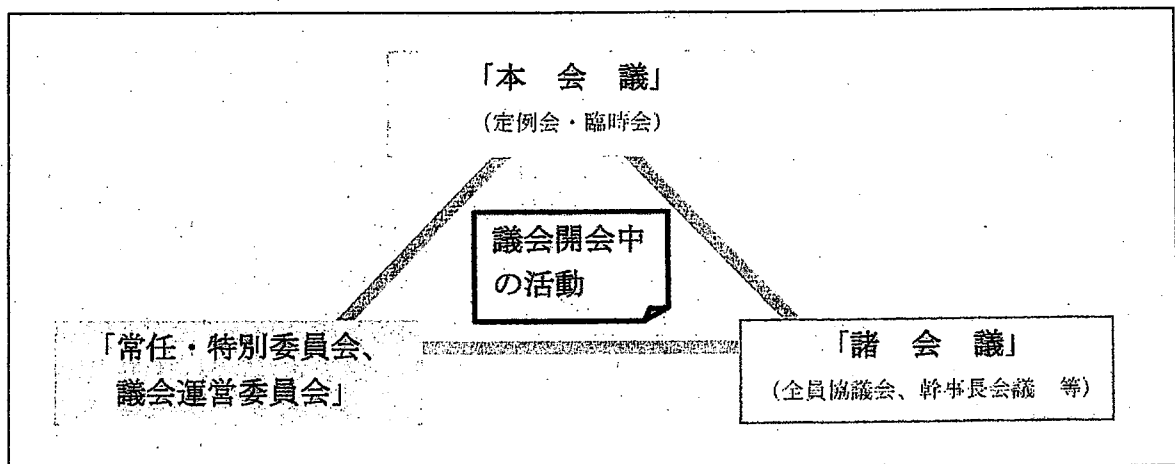 「本　会　議」
（定例会・臨時会）
議会開会中
の活動
「常任・特別委員会、
議会運営委員会」
「諸　会　議」
（全員協議会、幹事長会議　等）